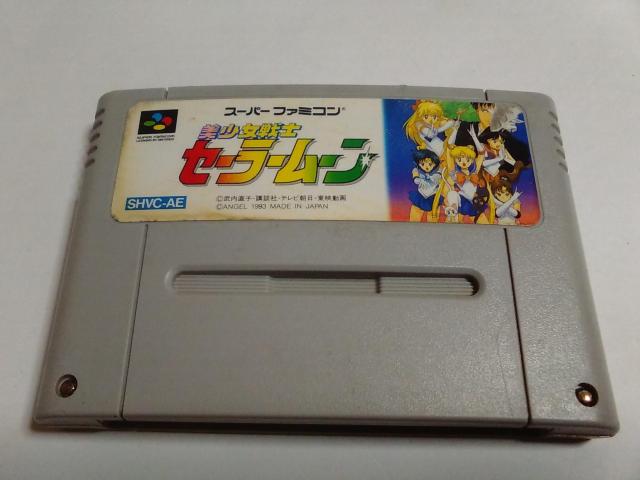 スーパーファミコン®
美少女戦士
セーラームーン
SUPER FAMICOM
SHVC-AE
©武内直子・講談社・テレビ朝日・東映動画
©ANGEL 1993 MADE IN JAPAN